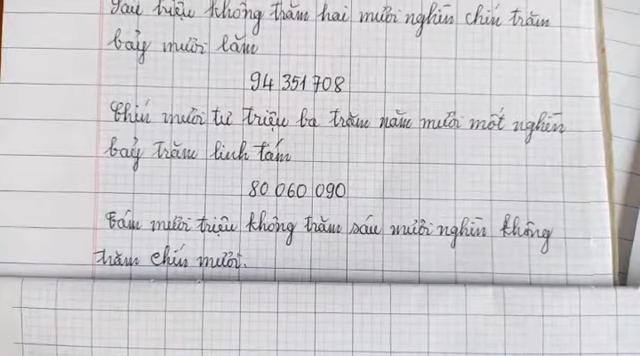 sáu triệu không trăm hai mươi nghìn chín trăm
bảy mươi lăm
94 351 708
Chín mươi tư triệu ba trăm năm mươi mốt nghìn
bảy trăm linh tám
80 060 090
Tám mươi triệu không trăm sáu mươi nghìn không
trăm chín mươi.